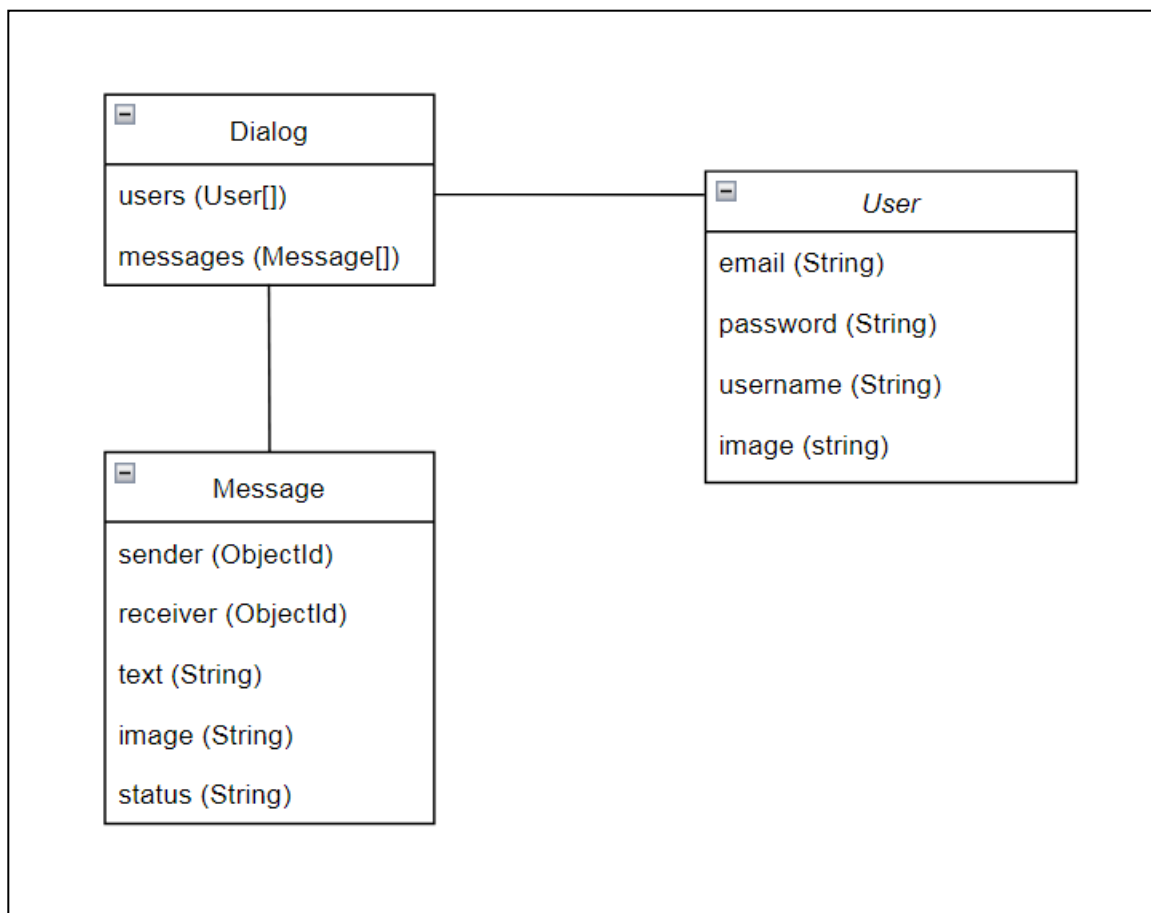 Dialog
users (User[])
messages (Message[])
User
email (String)
password (String)
username (String)
image (string)
Message
sender (ObjectId)
receiver (ObjectId)
text (String)
image (String)
status (String)